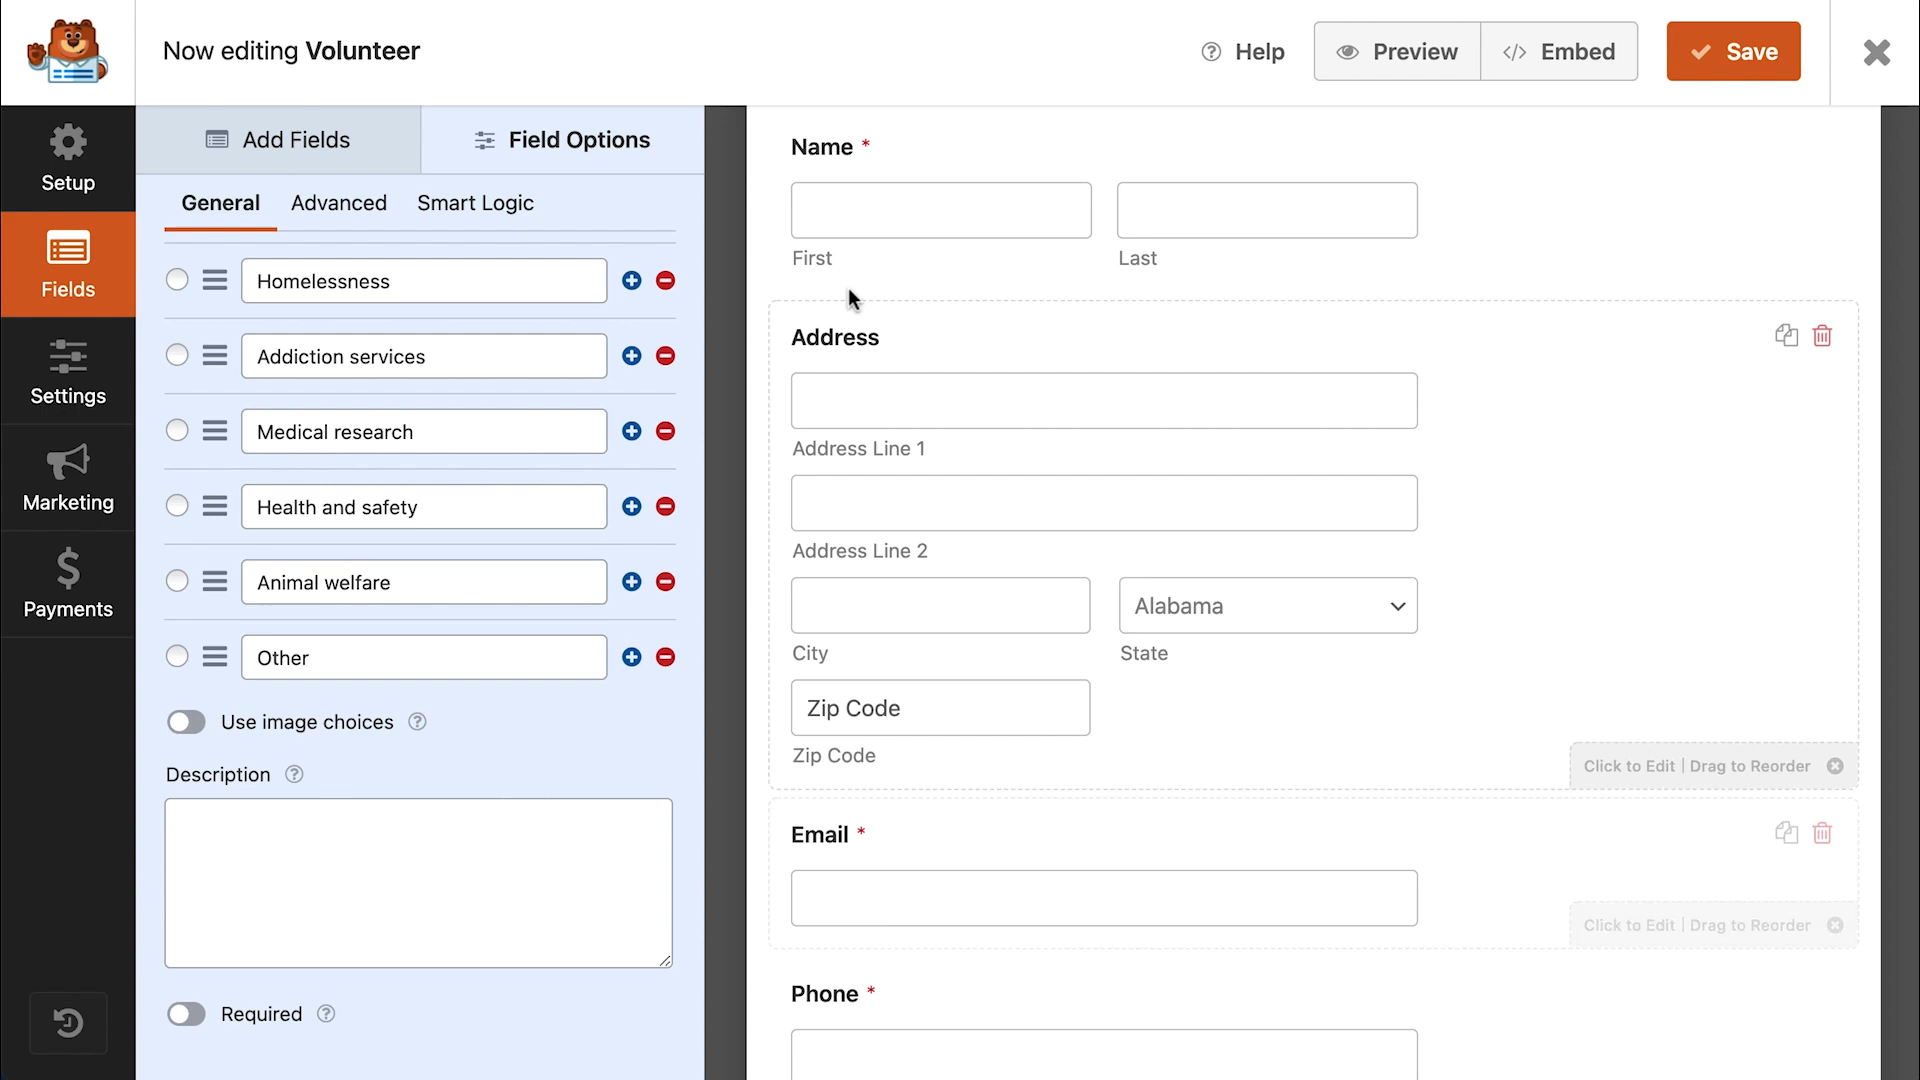 Now editing Volunteer
Help
Preview
Embed
Save
Setup
Fields
Settings
Marketing
Payments
Add Fields
Field Options
General
Advanced
Smart Logic
Homelessness
Addiction services
Medical research
Health and safety
Animal welfare
Other
Use image choices
Description
Required
Name *
First
Last
Address
Address Line 1
Address Line 2
Alabama
City
State
Zip Code
Zip Code
Click to Edit | Drag to Reorder
Email *
Click to Edit | Drag to Reorder
Phone *